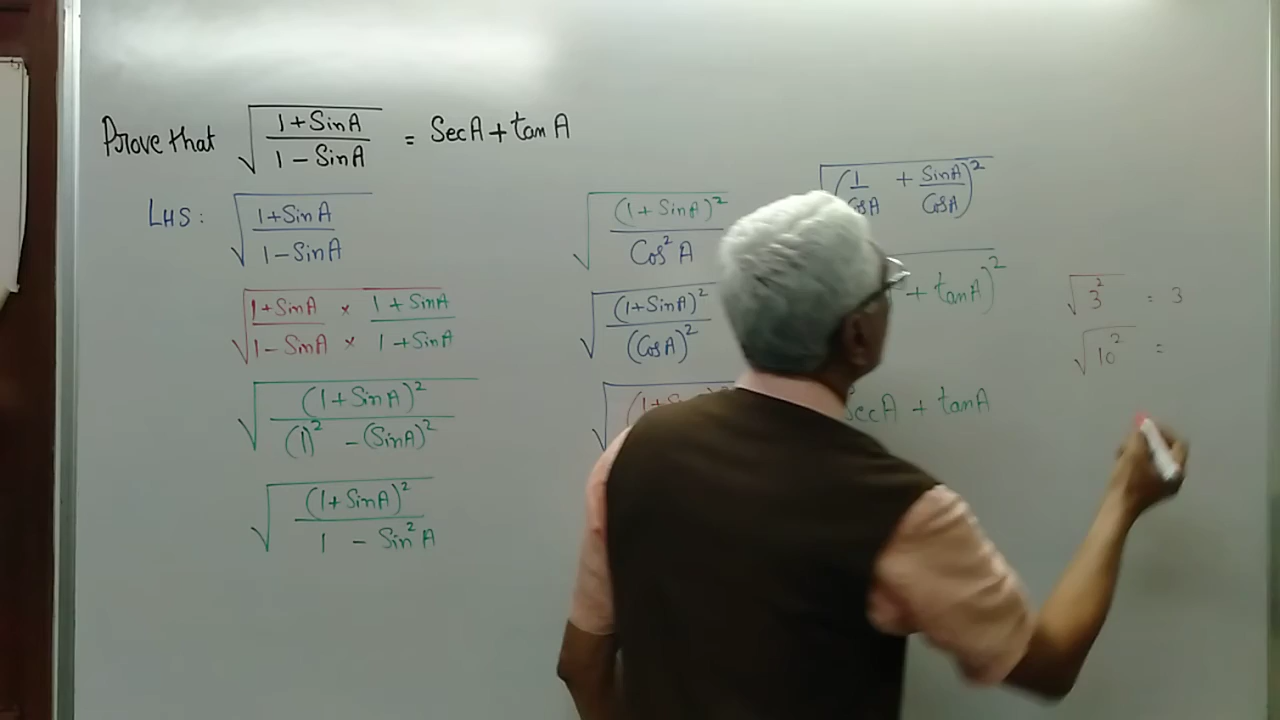 Prove that √((1+SinA)/(1-SinA)) = SecA + tanA
LHS: √((1+SinA)/(1-SinA))
√((1+SinA)/(1-SinA) × (1+SinA)/(1+SinA))
√((1+SinA)²/((1)² - (SinA)²))
√((1+SinA)²/(1 - Sin²A))
√((1+SinA)²/Cos²A)
√((1+SinA)²/(CosA)²)
√((1/CosA + SinA/CosA)²)
+ tanA)²
SecA + tanA
√3² = 3
√10² =